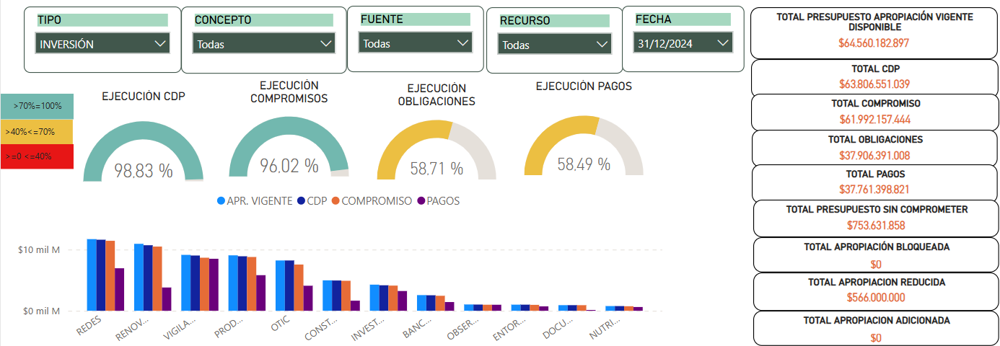 TIPO
INVERSIÓN
CONCEPTO
Todas
FUENTE
Todas
RECURSO
Todas
FECHA
31/12/2024
TOTAL PRESUPUESTO APROPIACIÓN VIGENTE
DISPONIBLE
$64.560.182.897
TOTAL CDP
$63.806.551.039
TOTAL COMPROMISO
$61.992.157.444
TOTAL OBLIGACIONES
$37.906.391.008
TOTAL PAGOS
$37.761.398.821
TOTAL PRESUPUESTO SIN COMPROMETER
$753.631.858
TOTAL APROPIACIÓN BLOQUEADA
$0
TOTAL APROPIACION REDUCIDA
$566.000.000
TOTAL APROPIACION ADICIONADA
$0
>70%=100%
>40%<=70%
>=0 <=40%
EJECUCIÓN CDP
98,83 %
EJECUCIÓN
COMPROMISOS
96,02 %
EJECUCIÓN
OBLIGACIONES
58,71 %
EJECUCIÓN PAGOS
58,49 %
APR. VIGENTE CDP COMPROMISO PAGOS
$10 mil M
$0 mil M
REDES
RENOV...
VIGILA...
PROD...
OTIC
CONST...
INVEST...
BANC...
OBSER...
ENTOR...
DOCU...
NUTRI...